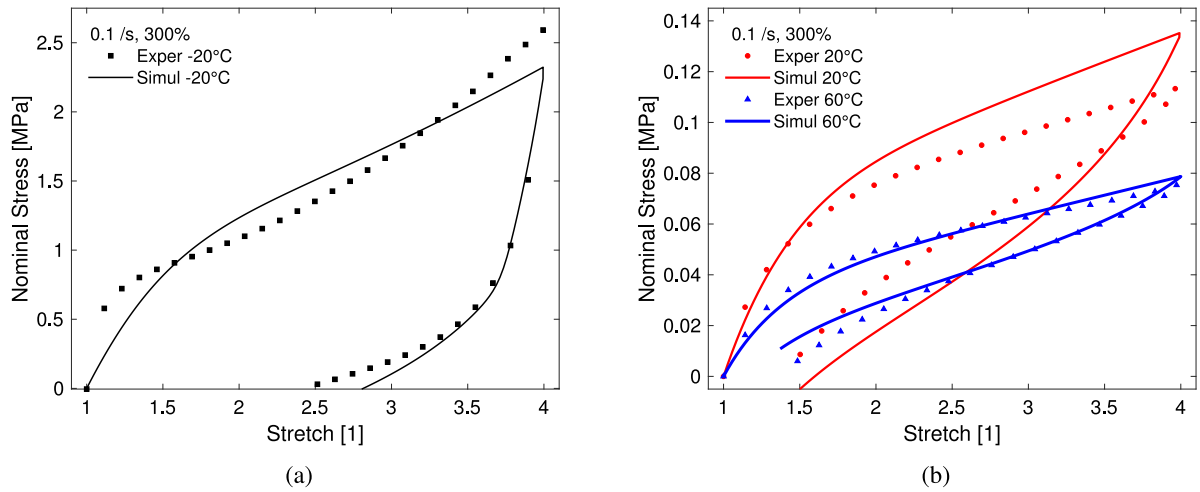 0.1 /s, 300%
Exper -20°C
Simul -20°C
Nominal Stress [MPa]
2.5
2
1.5
1
0.5
0
1
1.5
2
2.5
3
3.5
4
Stretch [1]
(a)
0.1 /s, 300%
Exper 20°C
Simul 20°C
Exper 60°C
Simul 60°C
Nominal Stress [MPa]
0.14
0.12
0.1
0.08
0.06
0.04
0.02
0
1
1.5
2
2.5
3
3.5
4
Stretch [1]
(b)